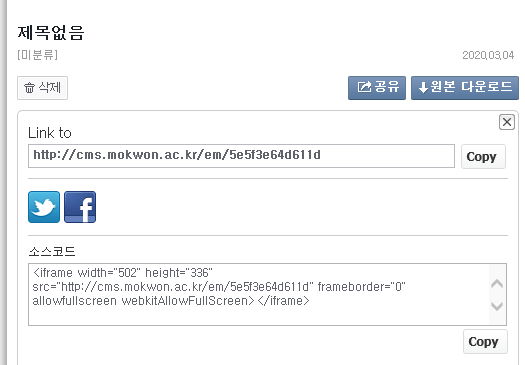 제목없음
[미분류] 2020.03.04
삭제 공유 원본 다운로드
Link to
http://cms.mokwon.ac.kr/em/5e5f3e64d611d Copy
소스코드
<iframe width="502" height="336"
src="http://cms.mokwon.ac.kr/em/5e5f3e64d611d" frameborder="0"
allowfullscreen webkitAllowFullScreen></iframe>
Copy